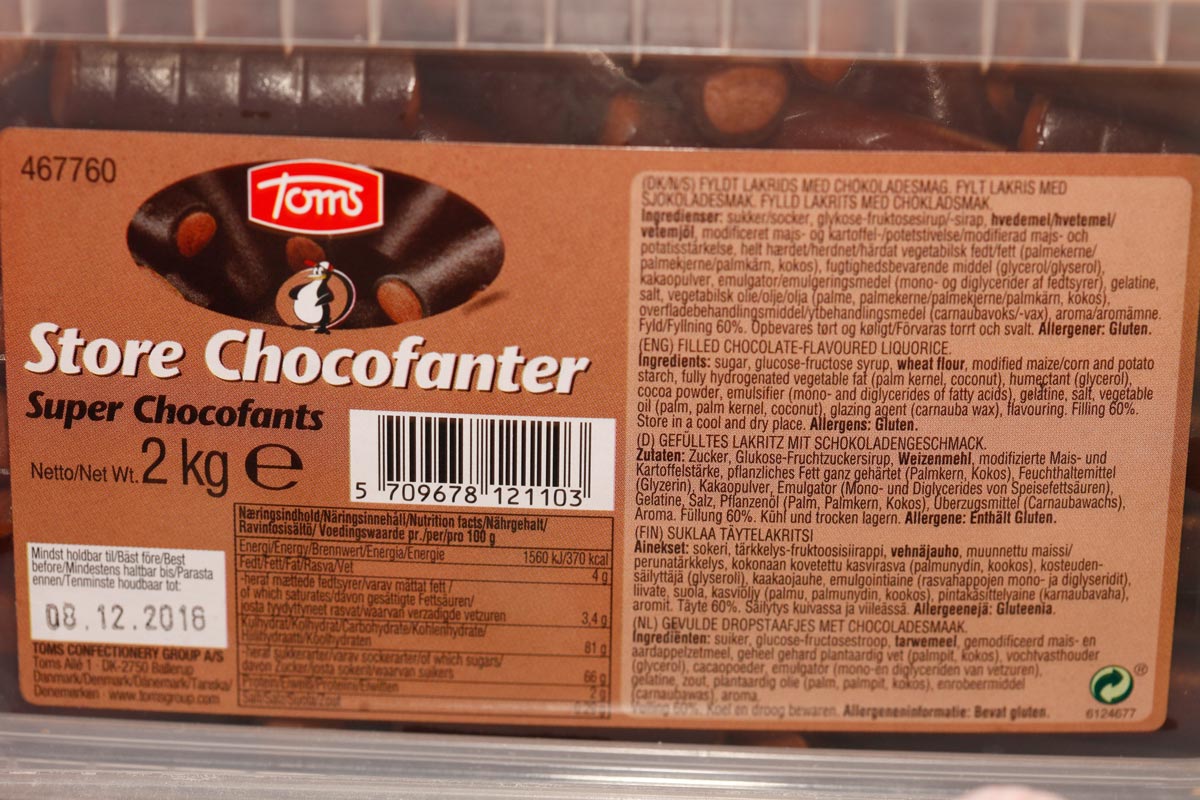 467760
Toms
Store Chocofanter
Super Chocofants
Netto/Net Wt. 2 kg e
5 709678 121103
Næringsindhold/Näringsinnehåll/Nutrition facts/Nährgehalt/
Ravintosisältö/ Voedingswaarde pr./per/pro 100 g
Energi/Energy/Brennwert/Energia/Energie 1560 kJ/370 kcal
Fedt/Fett/Fat/Rasva/Vet 4 g
-heraf mættede fedtsyrer/varav mättat fett /
of which saturates/davon gesättigte Fettsäuren/
josta tyydyttyneet rasvat/waarvan verzadigde vetzuren 3,4 g
Kulhydrat/Kolhydrat/Carbohydrate/Kohlenhydrate/
Hiilihydraatit/Koolhydraten 81 g
-heraf sukkerarter/varav sockerarter/of which sugars/
davon Zucker/josta sokerit/waarvan suikers 66 g
2 g
Mindst holdbar til/Bäst före/Best
before/Mindestens haltbar bis/Parasta
ennen/Tenminste houdbaar tot:
08.12.2016
TOMS CONFECTIONERY GROUP A/S
Toms Allé 1 · DK-2750 Ballerup
Danmark/Denmark/Dänemark/Tanska/
Denemarken · www.tomsgroup.com
(DK/N/S) FYLDT LAKRIDS MED CHOKOLADESMAG. FYLT LAKRIS MED
SJOKOLADESMAK. FYLLD LAKRITS MED CHOKLADSMAK.
Ingredienser: sukker/socker, glykose-fruktosesirup/-sirap, hvedemel/hvetemel/
vetemjöl, modificeret majs- og kartoffel-/potetstivelse/modifierad majs- och
potatisstärkelse, helt hærdet/herdnet/härdat vegetabilsk fedt/fett (palmekerne/
palmekjerne/palmkärn, kokos), fugtighedsbevarende middel (glycerol/glyserol),
kakaopulver, emulgator/emulgeringsmedel (mono- og diglycerider af fedtsyrer), gelatine,
salt, vegetabilsk olie/olje/olja (palme, palmekerne/palmekjerne/palmkärn, kokos),
overfladebehandlingsmiddel/ytbehandlingsmedel (carnaubavoks/-vax), aroma/aromämne.
Fyld/Fyllning 60%. Opbevares tørt og køligt/Förvaras torrt och svalt. Allergener: Gluten.
(ENG) FILLED CHOCOLATE-FLAVOURED LIQUORICE.
Ingredients: sugar, glucose-fructose syrup, wheat flour, modified maize/corn and potato
starch, fully hydrogenated vegetable fat (palm kernel, coconut), humectant (glycerol),
cocoa powder, emulsifier (mono- and diglycerides of fatty acids), gelatine, salt, vegetable
oil (palm, palm kernel, coconut), glazing agent (carnauba wax), flavouring. Filling 60%.
Store in a cool and dry place. Allergens: Gluten.
(D) GEFÜLLTES LAKRITZ MIT SCHOKOLADENGESCHMACK.
Zutaten: Zucker, Glukose-Fruchtzuckersirup, Weizenmehl, modifizierte Mais- und
Kartoffelstärke, pflanzliches Fett ganz gehärtet (Palmkern, Kokos), Feuchthaltemittel
(Glyzerin), Kakaopulver, Emulgator (Mono- und Diglycerides von Speisefettsäuren),
Gelatine, Salz, Pflanzenöl (Palm, Palmkern, Kokos), Überzugsmittel (Carnaubawachs),
Aroma. Füllung 60%. Kühl und trocken lagern. Allergene: Enthält Gluten.
(FIN) SUKLAA TÄYTELAKRITSI
Ainekset: sokeri, tärkkelys-fruktoosisiirappi, vehnäjauho, muunnettu maissi/
perunatärkkelys, kokonaan kovetettu kasvirasva (palmunydin, kookos), kosteuden-
säilyttäjä (glyseroli), kaakaojauhe, emulgointiaine (rasvahappojen mono- ja diglyseridit),
liivate, suola, kasviöljy (palmu, palmunydin, kookos), pintakäsittelyaine (karnaubavaha),
aromit. Täyte 60%. Säilytys kuivassa ja viileässä. Allergeenejä: Gluteenia.
(NL) GEVULDE DROPSTAAFJES MET CHOCOLADESMAAK.
Ingrediënten: suiker, glucose-fructosestroop, tarwemeel, gemodificeerd mais- en
aardappelzetmeel, geheel gehard plantaardig vet (palmpit, kokos), vochtvasthouder
(glycerol), cacaopoeder, emulgator (mono-en diglyceriden van vetzuren),
gelatine, zout, plantaardig olie (palm, palmpit, kokos), enrobeermiddel
(carnaubawas), aroma.
Vulling 60%. Koel en droog bewaren. Allergeneninformatie: Bevat gluten.
®
6124677